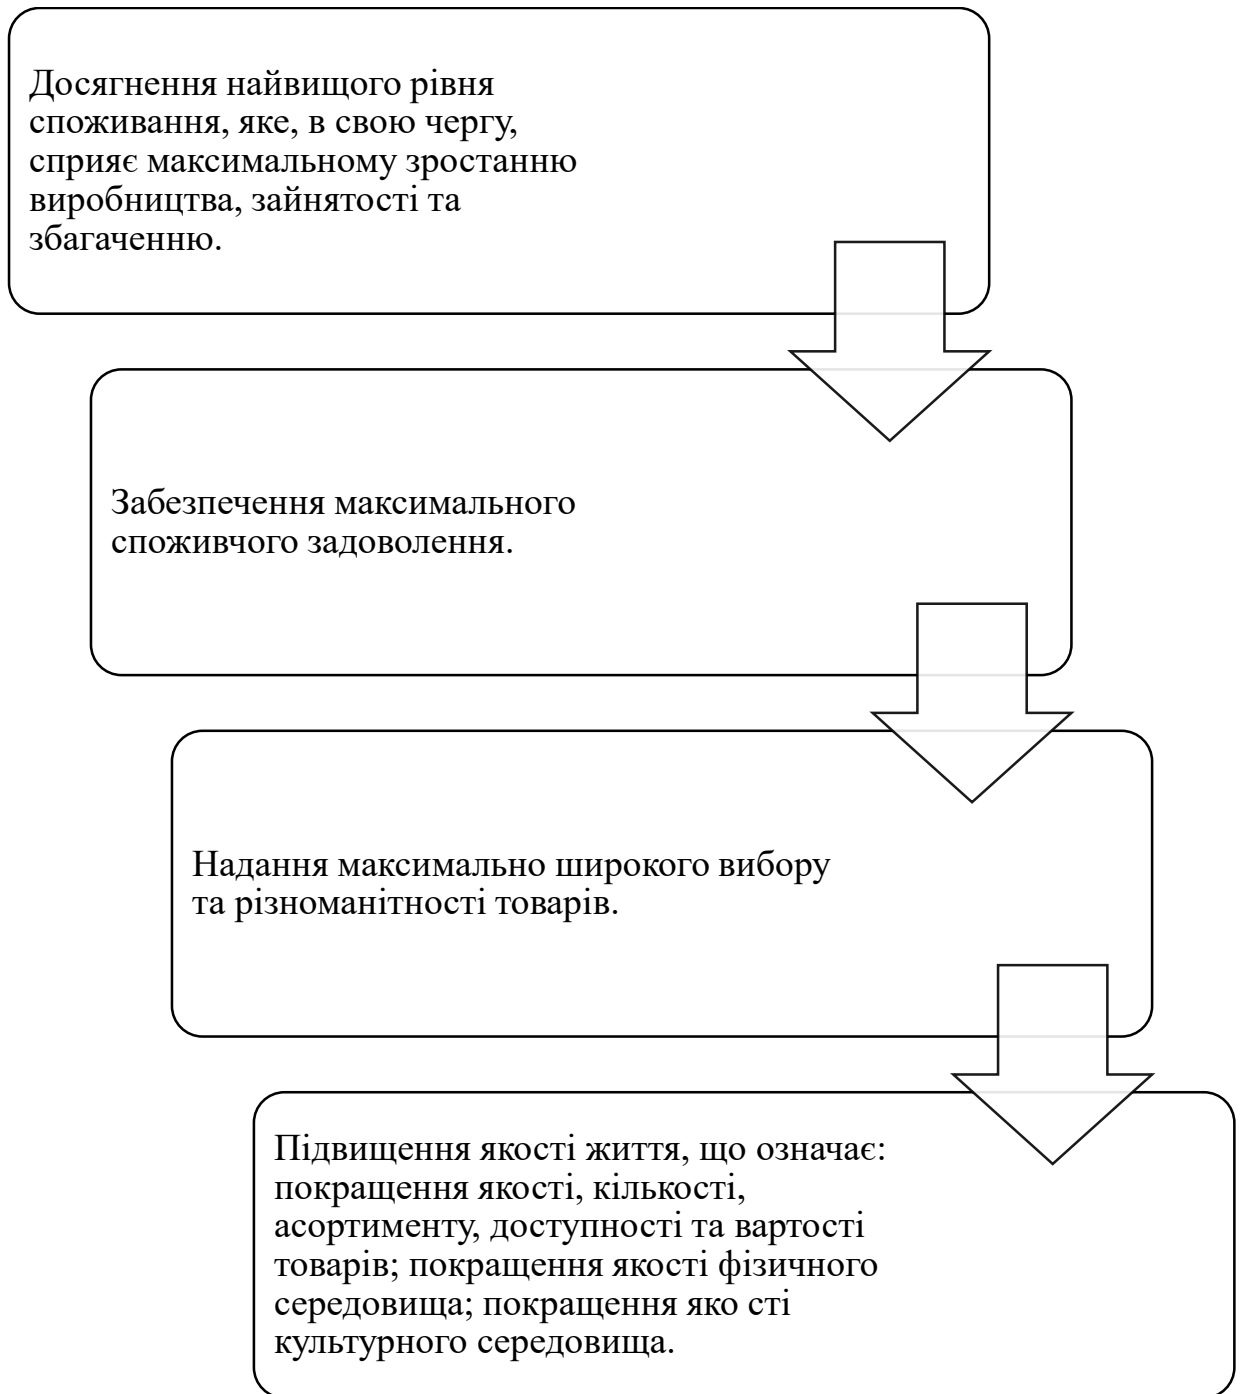 Досягнення найвищого рівня
споживання, яке, в свою чергу,
сприяє максимальному зростанню
виробництва, зайнятості та
збагаченню.
Забезпечення максимального
споживчого задоволення.
Надання максимально широкого вибору
та різноманітності товарів.
Підвищення якості життя, що означає:
покращення якості, кількості,
асортименту, доступності та вартості
товарів; покращення якості фізичного
середовища; покращення яко сті
культурного середовища.